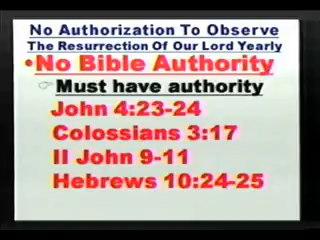 No Authorization To Observe
The Resurrection Of Our Lord Yearly
•No Bible Authority
☞Must have authority
John 4:23-24
Colossians 3:17
II John 9-11
Hebrews 10:24-25